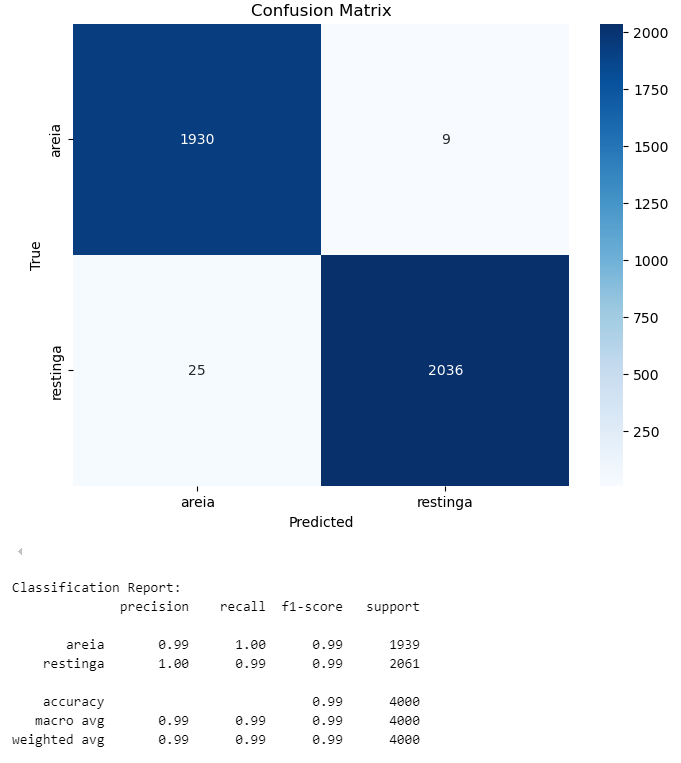 Confusion Matrix
areia
1930
9
restinga
25
2036
True
areia
restinga
Predicted
2000
1750
1500
1250
1000
750
500
250
Classification Report:
precision recall f1-score support
areia 0.99 1.00 0.99 1939
restinga 1.00 0.99 0.99 2061
accuracy 0.99 4000
macro avg 0.99 0.99 0.99 4000
weighted avg 0.99 0.99 0.99 4000